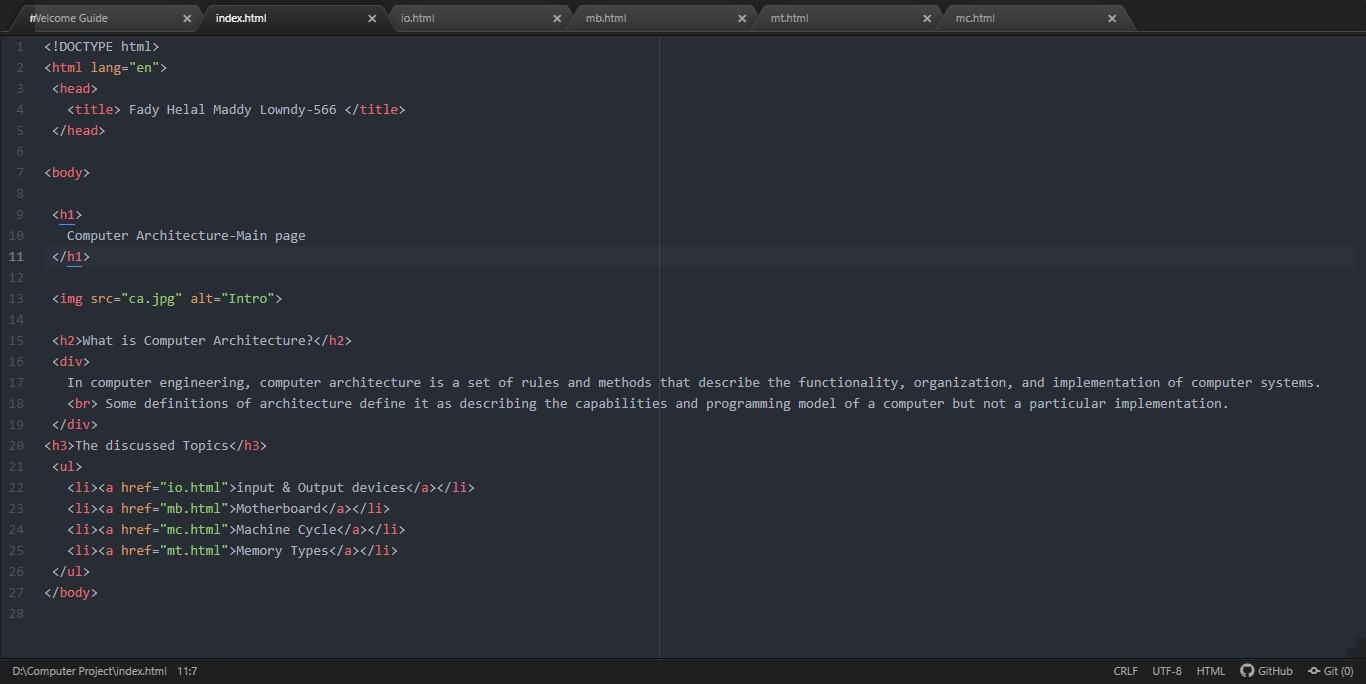 Welcome Guide
index.html
io.html
mb.html
mt.html
mc.html
1 <!DOCTYPE html>
2 <html lang="en">
3 <head>
4 <title> Fady Helal Maddy Lowndy-566 </title>
5 </head>
6
7 <body>
8
9 <h1>
10 Computer Architecture-Main page
11 </h1>
12
13 <img src="ca.jpg" alt="Intro">
14
15 <h2>What is Computer Architecture?</h2>
16 <div>
17 In computer engineering, computer architecture is a set of rules and methods that describe the functionality, organization, and implementation of computer systems.
18 <br> Some definitions of architecture define it as describing the capabilities and programming model of a computer but not a particular implementation.
19 </div>
20 <h3>The discussed Topics</h3>
21 <ul>
22 <li><a href="io.html">input & Output devices</a></li>
23 <li><a href="mb.html">Motherboard</a></li>
24 <li><a href="mc.html">Machine Cycle</a></li>
25 <li><a href="mt.html">Memory Types</a></li>
26 </ul>
27 </body>
28
D:\Computer Project\index.html 11:7
CRLF UTF-8 HTML GitHub Git (0)